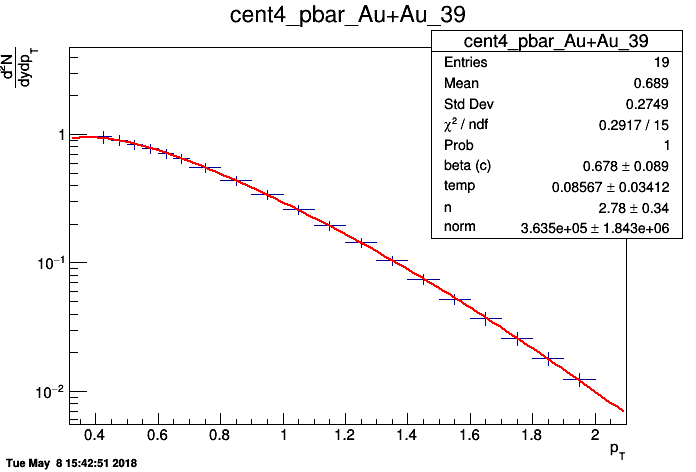 cent4_pbar_Au+Au_39
d²N
dydp_T
cent4_pbar_Au+Au_39
Entries 19
Mean 0.689
Std Dev 0.2749
χ² / ndf 0.2917 / 15
Prob 1
beta (c) 0.678 ± 0.089
temp 0.08567 ± 0.03412
n 2.78 ± 0.34
norm 3.635e+05 ± 1.843e+06
1
10⁻¹
10⁻²
0.4 0.6 0.8 1 1.2 1.4 1.6 1.8 2
p_T
Tue May 8 15:42:51 2018